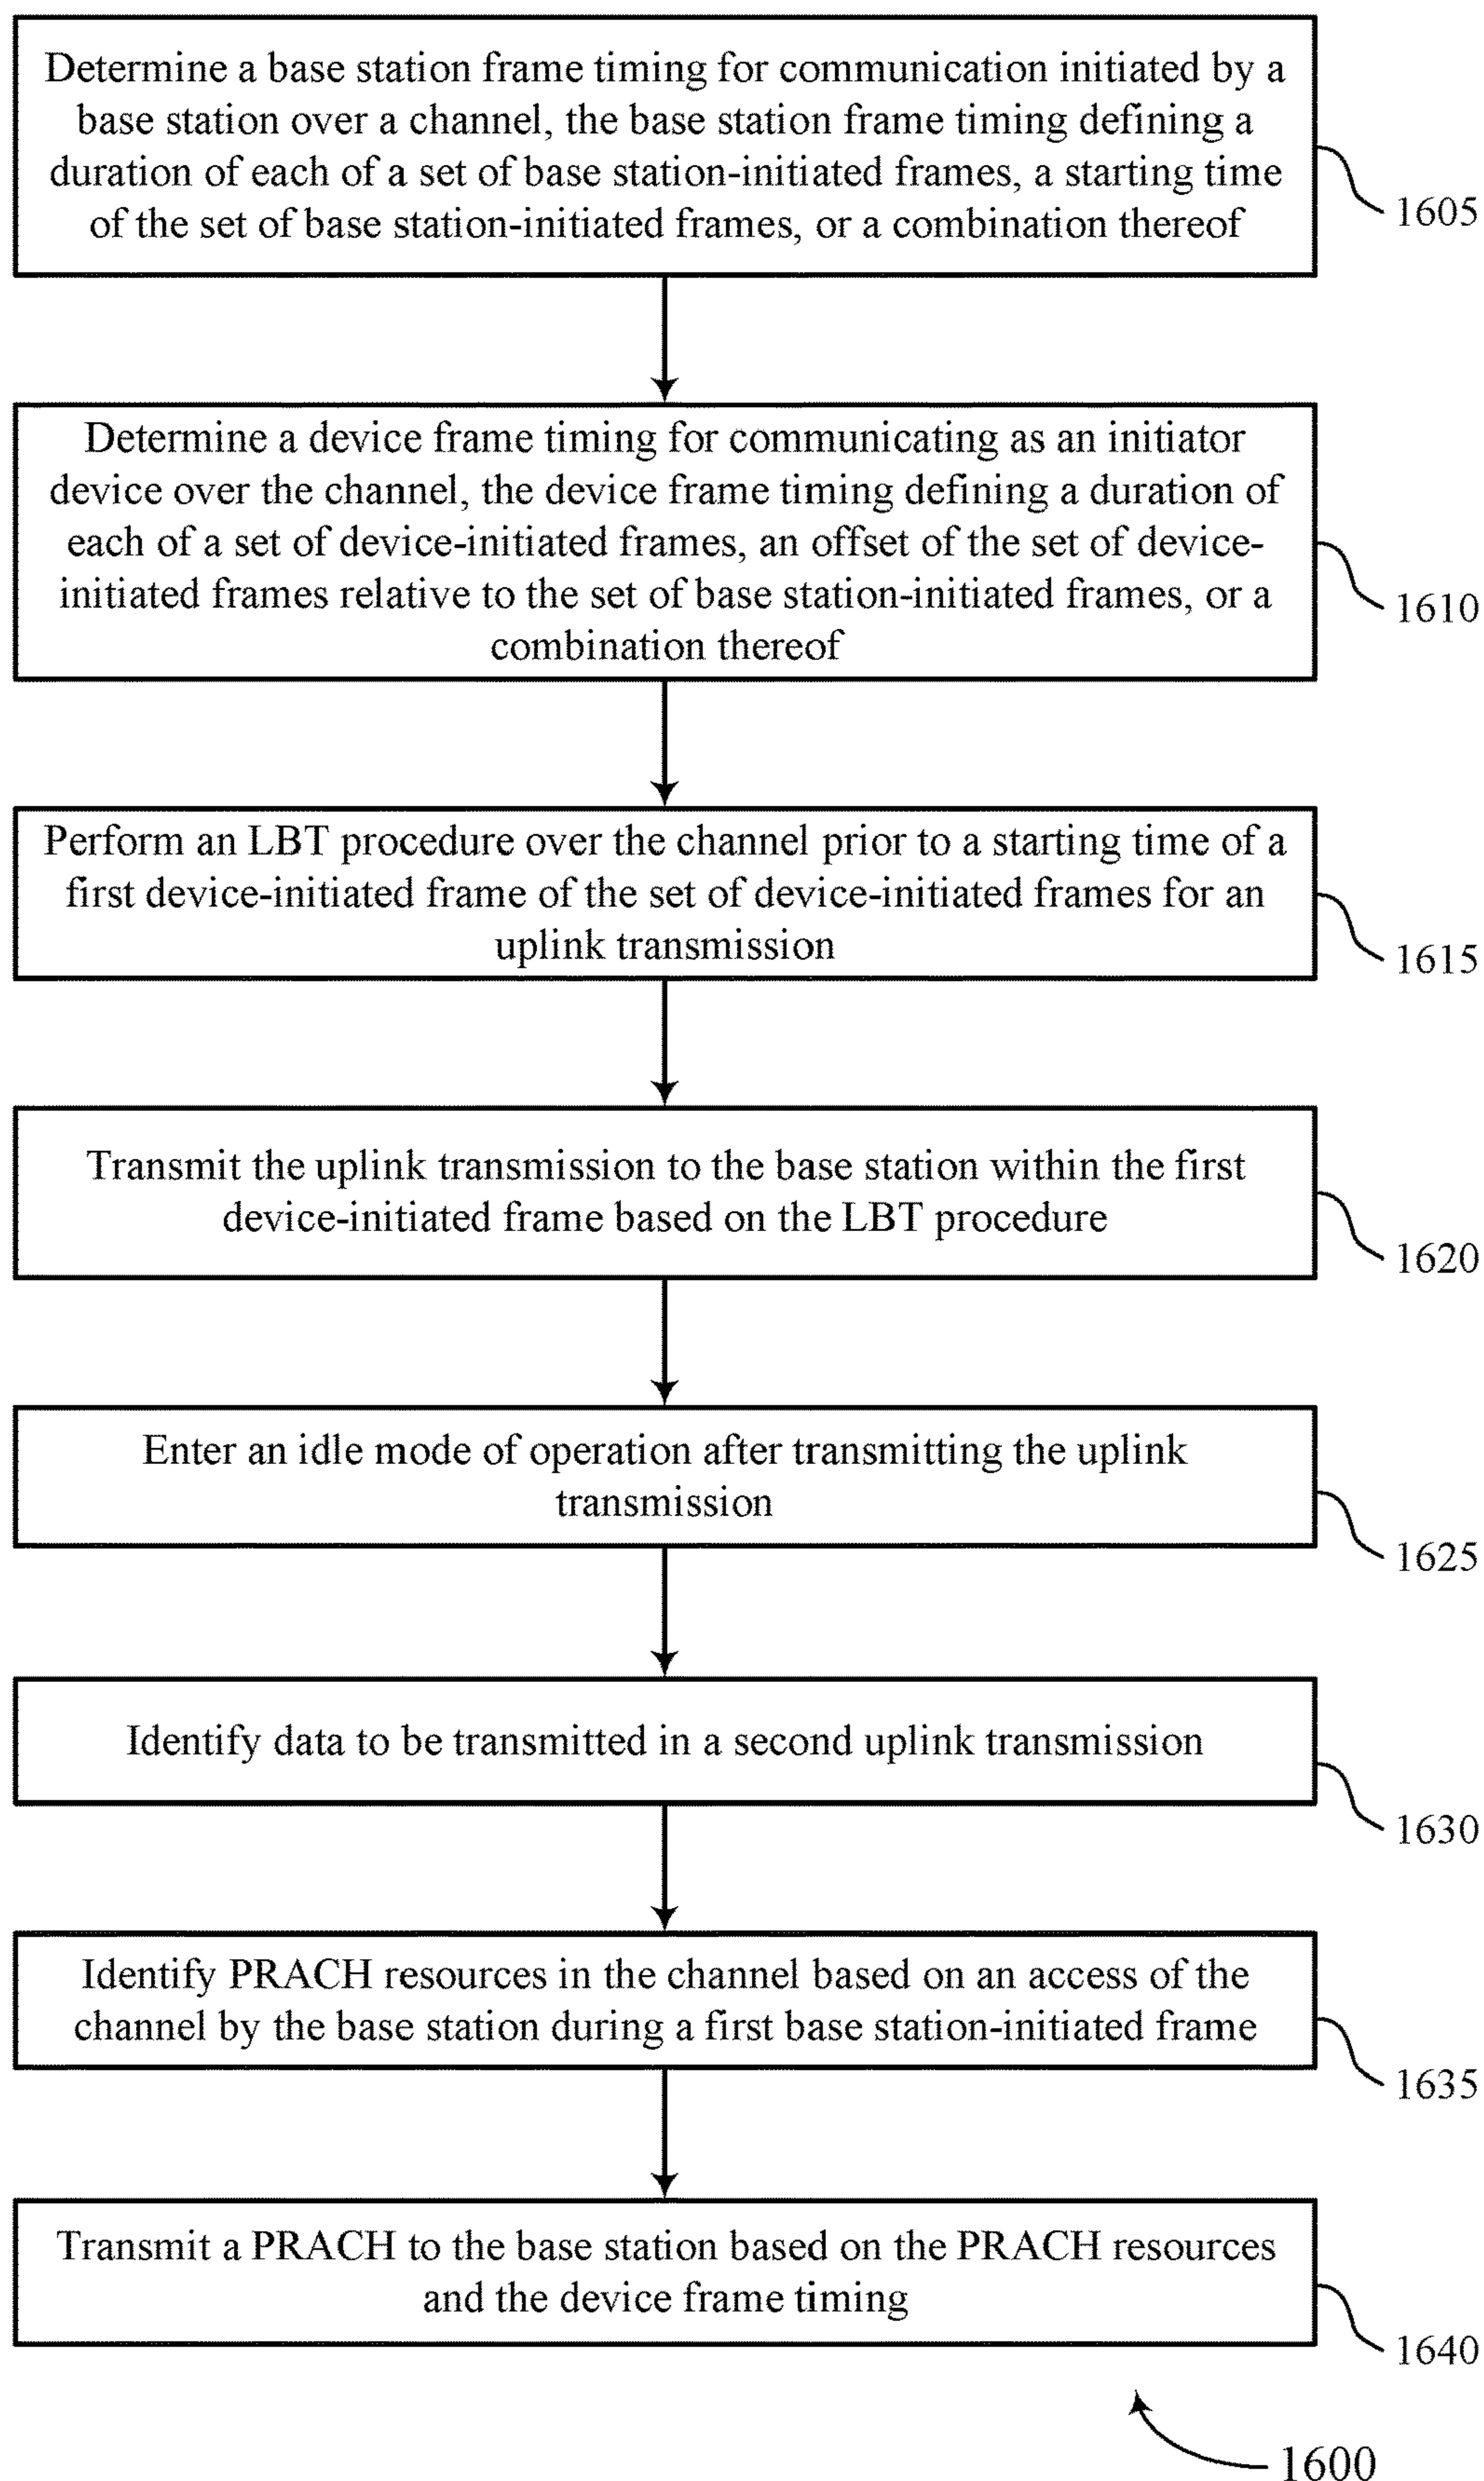 Determine a base station frame timing for communication initiated by a
base station over a channel, the base station frame timing defining a
duration of each of a set of base station-initiated frames, a starting time
of the set of base station-initiated frames, or a combination thereof
1605
Determine a device frame timing for communicating as an initiator
device over the channel, the device frame timing defining a duration of
each of a set of device-initiated frames, an offset of the set of device-
initiated frames relative to the set of base station-initiated frames, or a
combination thereof
1610
Perform an LBT procedure over the channel prior to a starting time of a
first device-initiated frame of the set of device-initiated frames for an
uplink transmission
1615
Transmit the uplink transmission to the base station within the first
device-initiated frame based on the LBT procedure
1620
Enter an idle mode of operation after transmitting the uplink
transmission
1625
Identify data to be transmitted in a second uplink transmission
1630
Identify PRACH resources in the channel based on an access of the
channel by the base station during a first base station-initiated frame
1635
Transmit a PRACH to the base station based on the PRACH resources
and the device frame timing
1640
1600